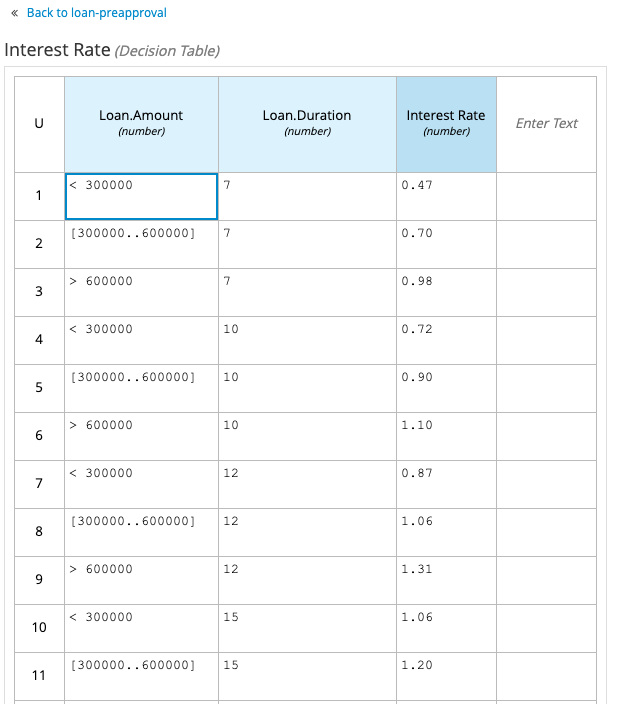 « Back to loan-preapproval
Interest Rate (Decision Table)
U Loan.Amount (number) Loan.Duration (number) Interest Rate (number) Enter Text
1 < 300000 7 0.47
2 [300000..600000] 7 0.70
3 > 600000 7 0.98
4 < 300000 10 0.72
5 [300000..600000] 10 0.90
6 > 600000 10 1.10
7 < 300000 12 0.87
8 [300000..600000] 12 1.06
9 > 600000 12 1.31
10 < 300000 15 1.06
11 [300000..600000] 15 1.20